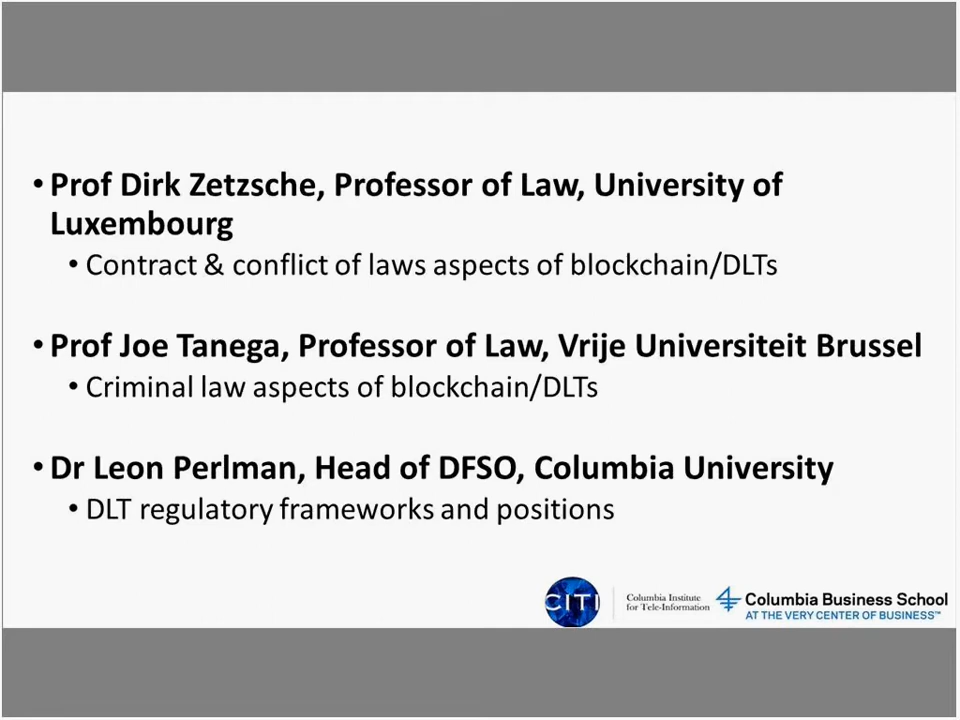 • Prof Dirk Zetzsche, Professor of Law, University of
Luxembourg
• Contract & conflict of laws aspects of blockchain/DLTs
• Prof Joe Tanega, Professor of Law, Vrije Universiteit Brussel
• Criminal law aspects of blockchain/DLTs
• Dr Leon Perlman, Head of DFSO, Columbia University
• DLT regulatory frameworks and positions
CITI
Columbia Institute
for Tele-Information
Columbia Business School
AT THE VERY CENTER OF BUSINESS™